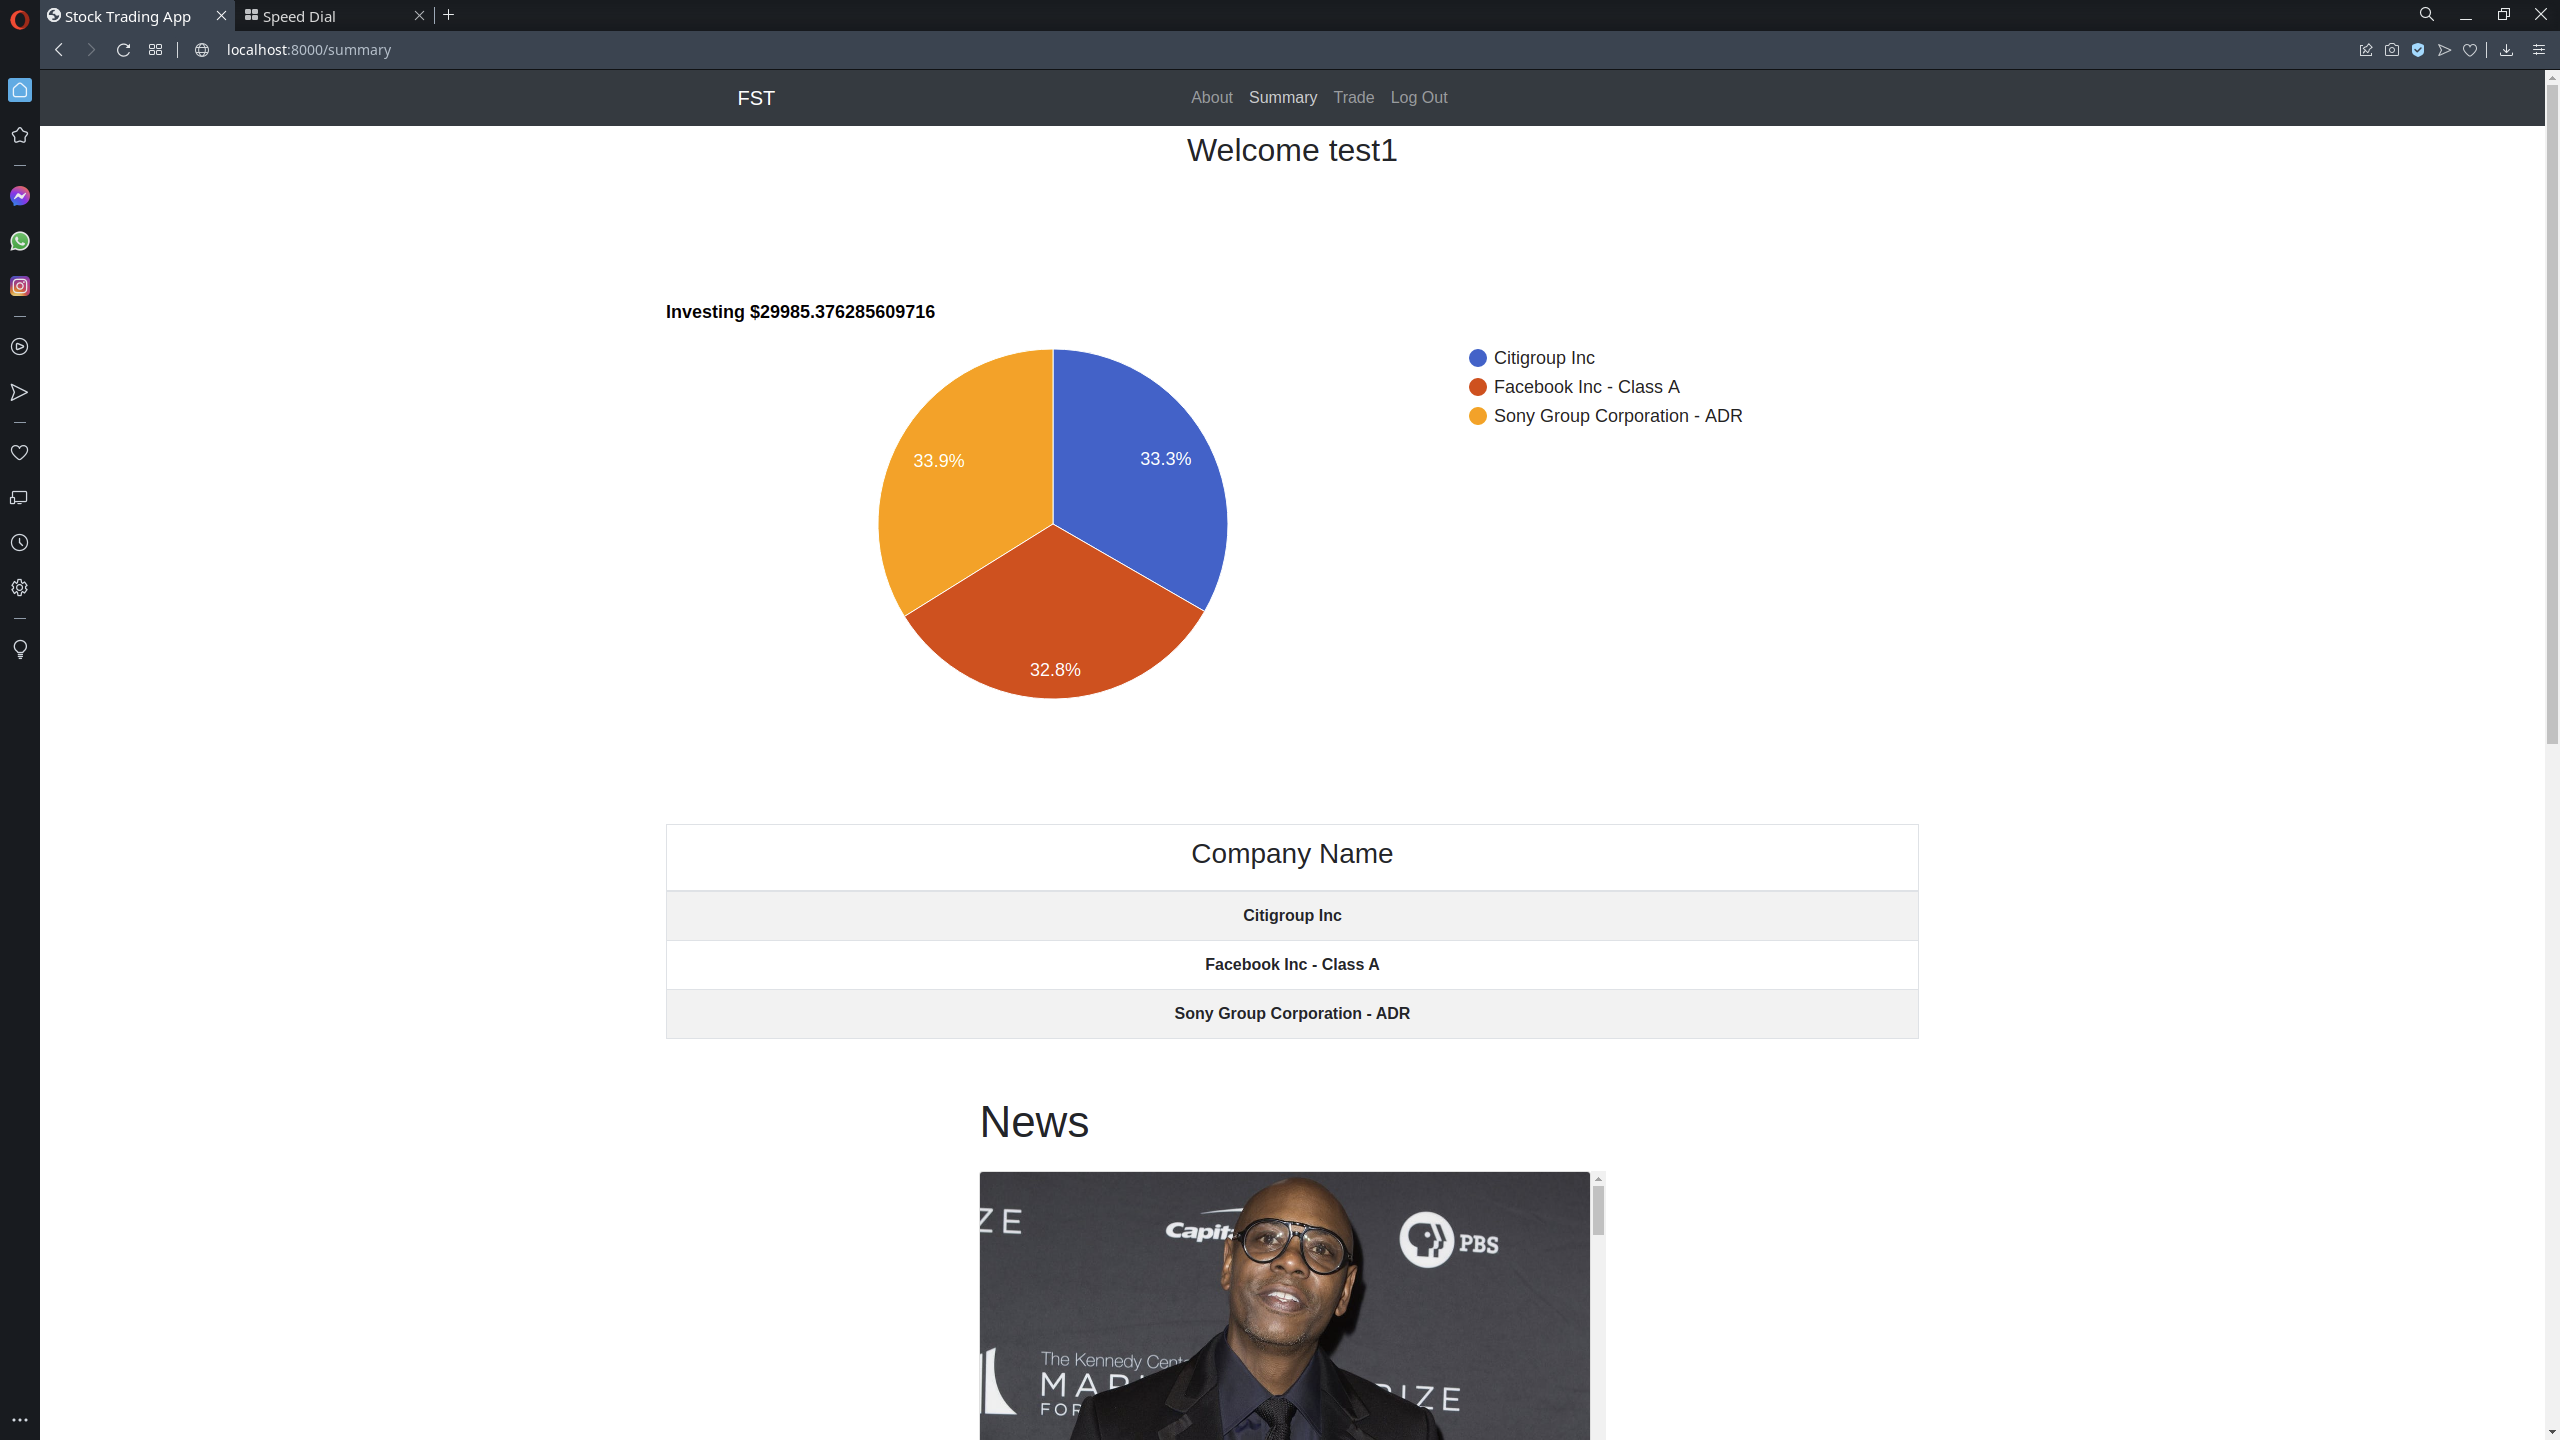 Stock Trading App
Speed Dial
localhost:8000/summary
FST
About Summary Trade Log Out
Welcome test1
Investing $29985.376285609716
Citigroup Inc
Facebook Inc - Class A
Sony Group Corporation - ADR
33.9%
33.3%
32.8%
Company Name
Citigroup Inc
Facebook Inc - Class A
Sony Group Corporation - ADR
News
ZE
Capit
PBS
The Kennedy Cent
MAR
IZE
FOR